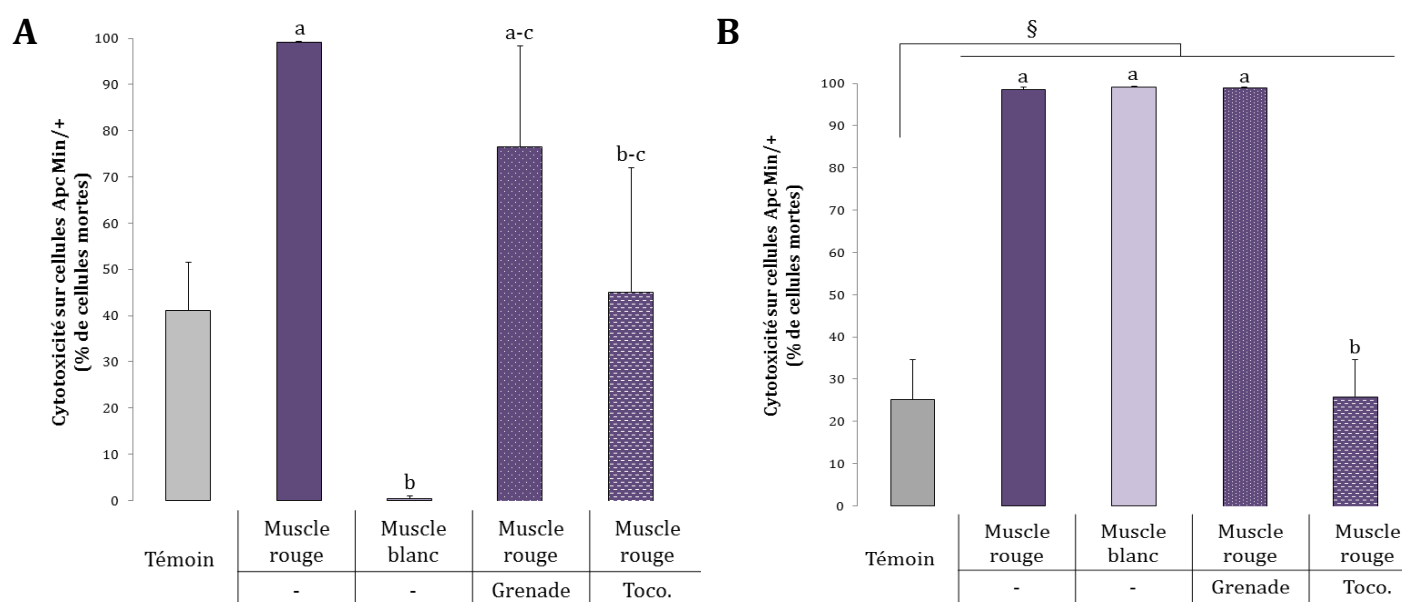 A
Cytotoxicité sur cellules Apc Min/+
(% de cellules mortes)
100
90
80
70
60
50
40
30
20
10
0
a
b
a-c
b-c
Témoin
Muscle rouge
Muscle blanc
Muscle rouge
Muscle rouge
-
-
Grenade
Toco.
B
§
Cytotoxicité sur cellules Apc Min/+
(% de cellules mortes)
100
90
80
70
60
50
40
30
20
10
0
a
a
a
b
Témoin
Muscle rouge
Muscle blanc
Muscle rouge
Muscle rouge
-
-
Grenade
Toco.